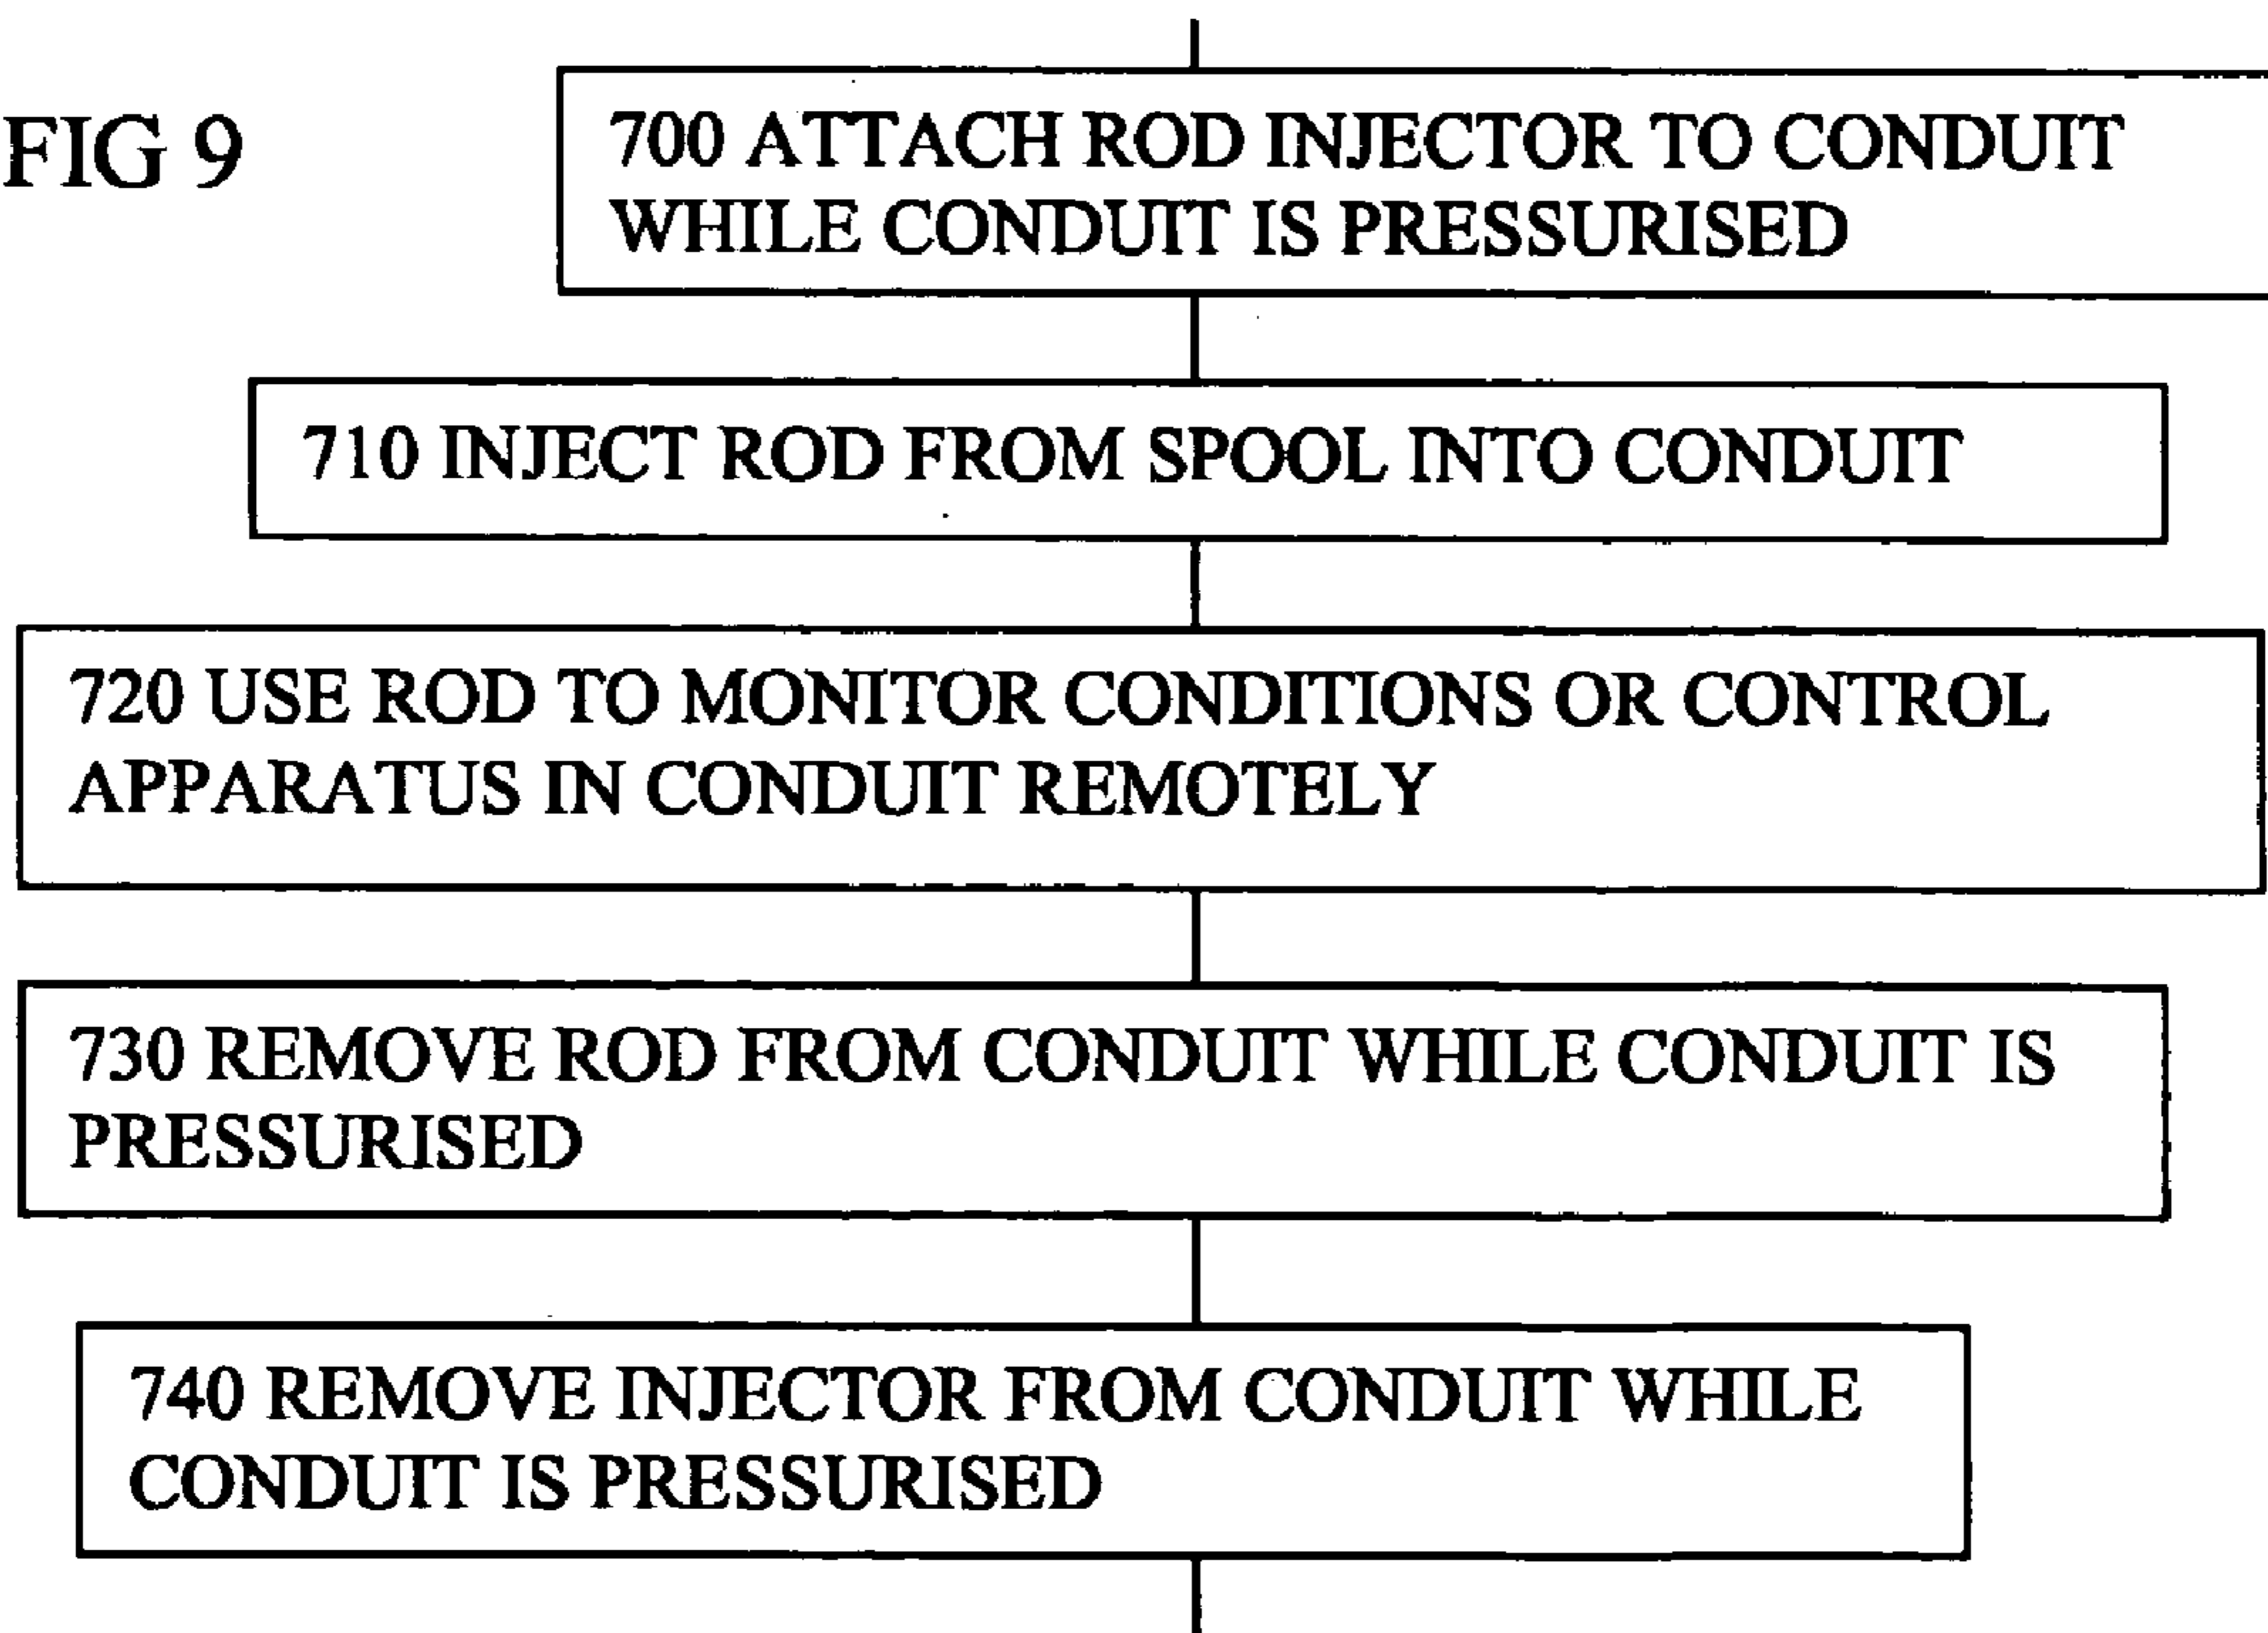 FIG 9
700 ATTACH ROD INJECTOR TO CONDUIT
WHILE CONDUIT IS PRESSURISED
710 INJECT ROD FROM SPOOL INTO CONDUIT
720 USE ROD TO MONITOR CONDITIONS OR CONTROL
APPARATUS IN CONDUIT REMOTELY
730 REMOVE ROD FROM CONDUIT WHILE CONDUIT IS
PRESSURISED
740 REMOVE INJECTOR FROM CONDUIT WHILE
CONDUIT IS PRESSURISED